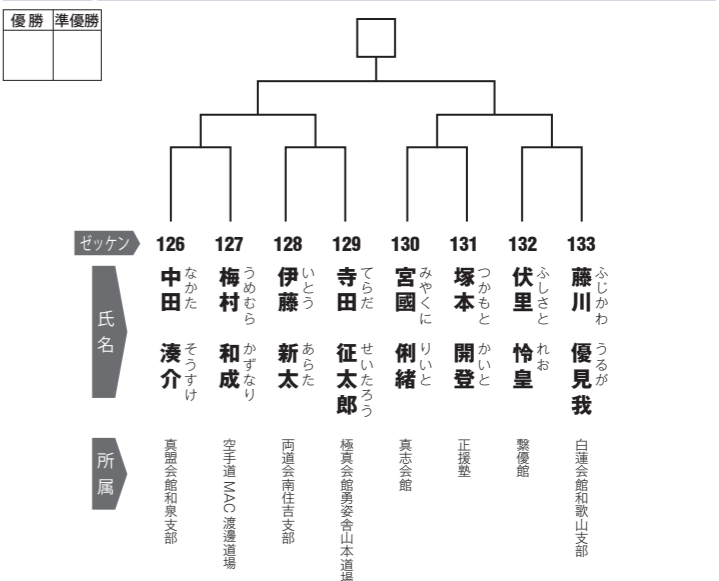 優勝
準優勝
ゼッケン
126
127
128
129
130
131
132
133
氏名
中田 湊介
なかた そうすけ
梅村 和成
うめむら かずなり
伊藤 新太
いとう あらた
寺田 征太郎
てらだ せいたろう
宮國 俐緒
みやくに りいと
塚本 開登
つかもと かいと
伏里 怜皇
ふしさと れお
藤川 優見我
ふじかわ うるが
所属
真盟会館和泉支部
空手道 MAC 渡邊道場
両道会南住吉支部
極真会館勇姿舎山本道場
真志会館
正援塾
繋優館
白蓮会館和歌山支部